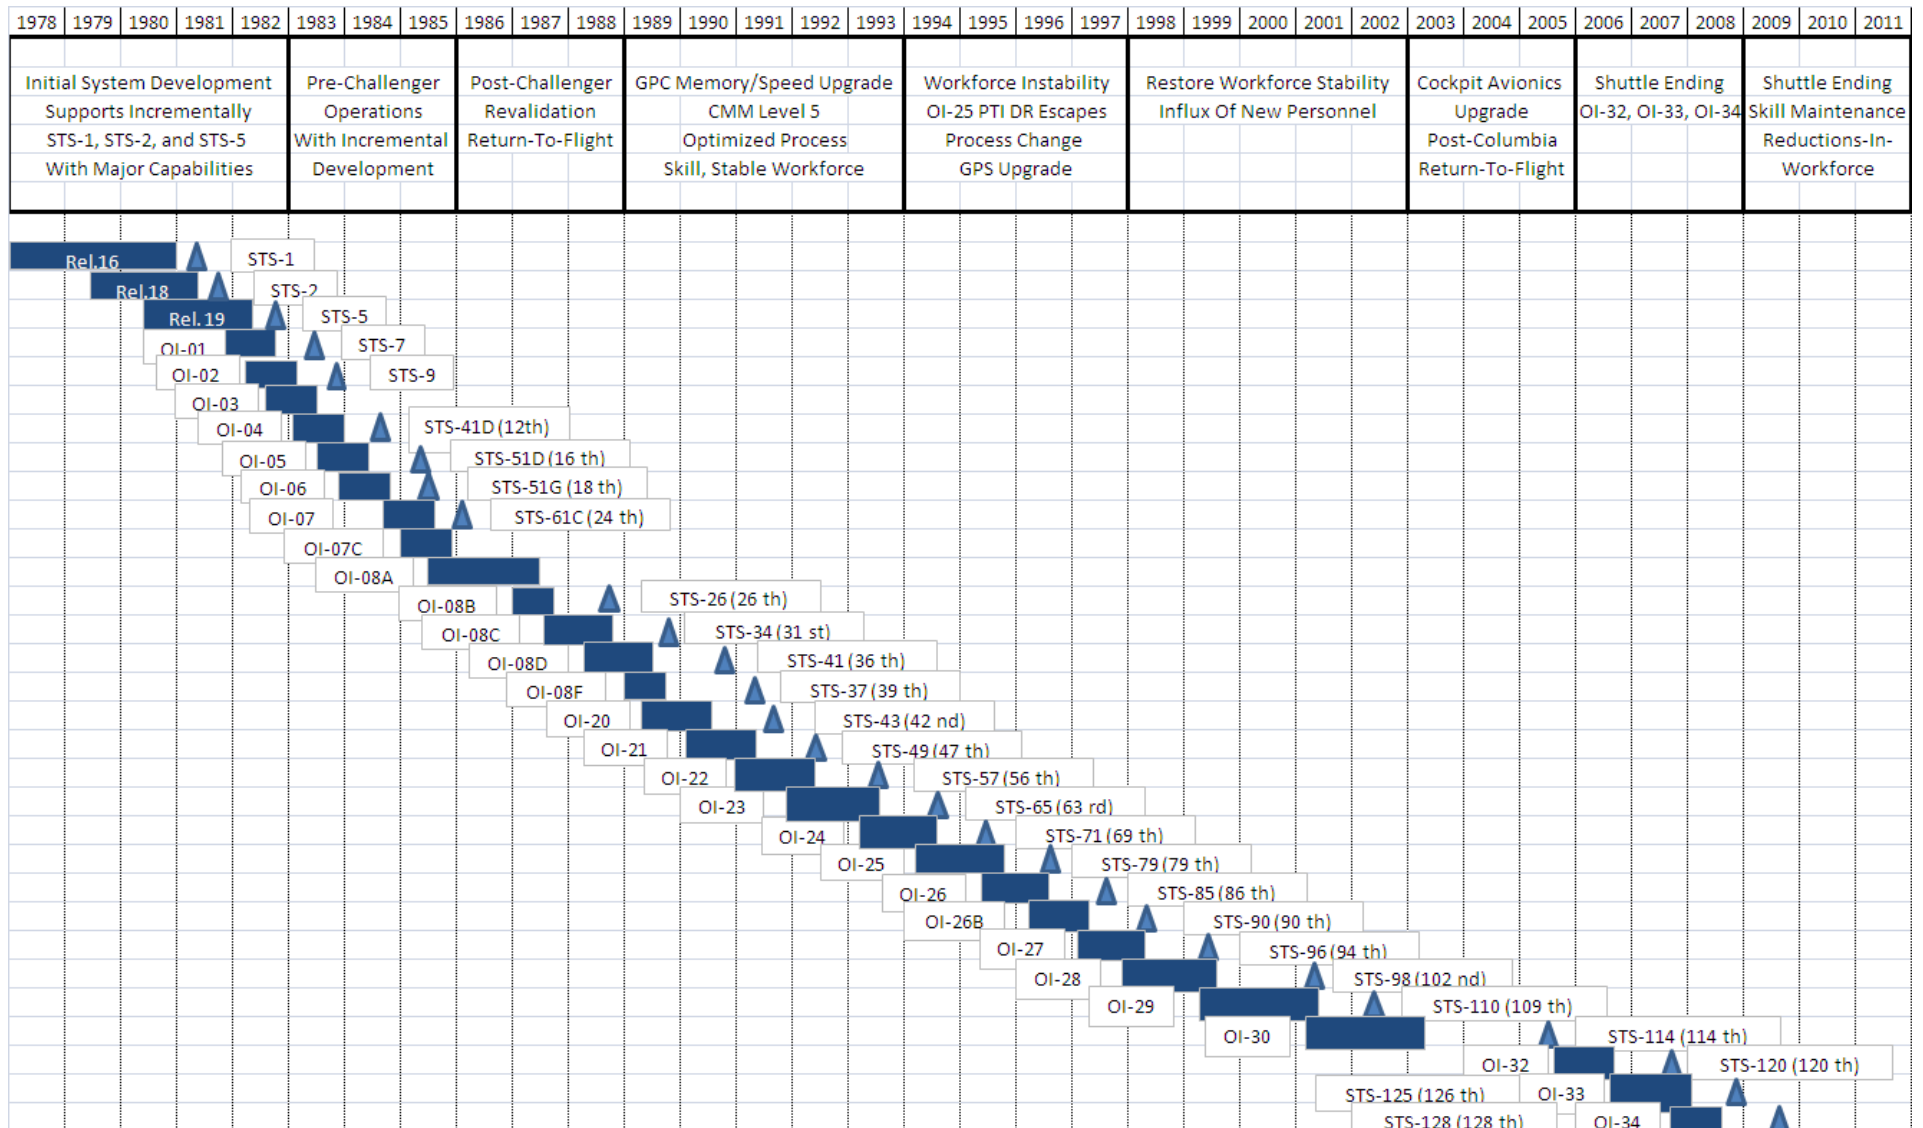 1978 1979 1980 1981 1982 1983 1984 1985 1986 1987 1988 1989 1990 1991 1992 1993 1994 1995 1996 1997 1998 1999 2000 2001 2002 2003 2004 2005 2006 2007 2008 2009 2010 2011
Initial System Development
Supports Incrementally
STS-1, STS-2, and STS-5
With Major Capabilities
Pre-Challenger
Operations
With Incremental
Development
Post-Challenger
Revalidation
Return-To-Flight
GPC Memory/Speed Upgrade
CMM Level 5
Optimized Process
Skill, Stable Workforce
Workforce Instability
OI-25 PTI DR Escapes
Process Change
GPS Upgrade
Restore Workforce Stability
Influx Of New Personnel
Cockpit Avionics
Upgrade
Post-Columbia
Return-To-Flight
Shuttle Ending
OI-32, OI-33, OI-34
Shuttle Ending
Skill Maintenance
Reductions-In-
Workforce
Rel.16 STS-1
Rel.18 STS-2
Rel.19 STS-5
OI-01 STS-7
OI-02 STS-9
OI-03
OI-04 STS-41D (12th)
OI-05 STS-51D (16 th)
OI-06 STS-51G (18 th)
OI-07 STS-61C (24 th)
OI-07C
OI-08A
OI-08B STS-26 (26 th)
OI-08C STS-34 (31 st)
OI-08D STS-41 (36 th)
OI-08F STS-37 (39 th)
OI-20 STS-43 (42 nd)
OI-21 STS-49 (47 th)
OI-22 STS-57 (56 th)
OI-23 STS-65 (63 rd)
OI-24 STS-71 (69 th)
OI-25 STS-79 (79 th)
OI-26 STS-85 (86 th)
OI-26B STS-90 (90 th)
OI-27 STS-96 (94 th)
OI-28 STS-98 (102 nd)
OI-29 STS-110 (109 th)
OI-30 STS-114 (114 th)
OI-32 STS-120 (120 th)
STS-125 (126 th) OI-33
STS-128 (128 th) OI-34